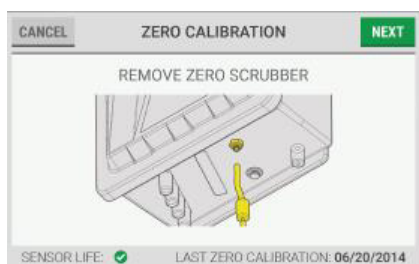 CANCEL ZERO CALIBRATION NEXT
REMOVE ZERO SCRUBBER
SENSOR LIFE: LAST ZERO CALIBRATION: 06/20/2014